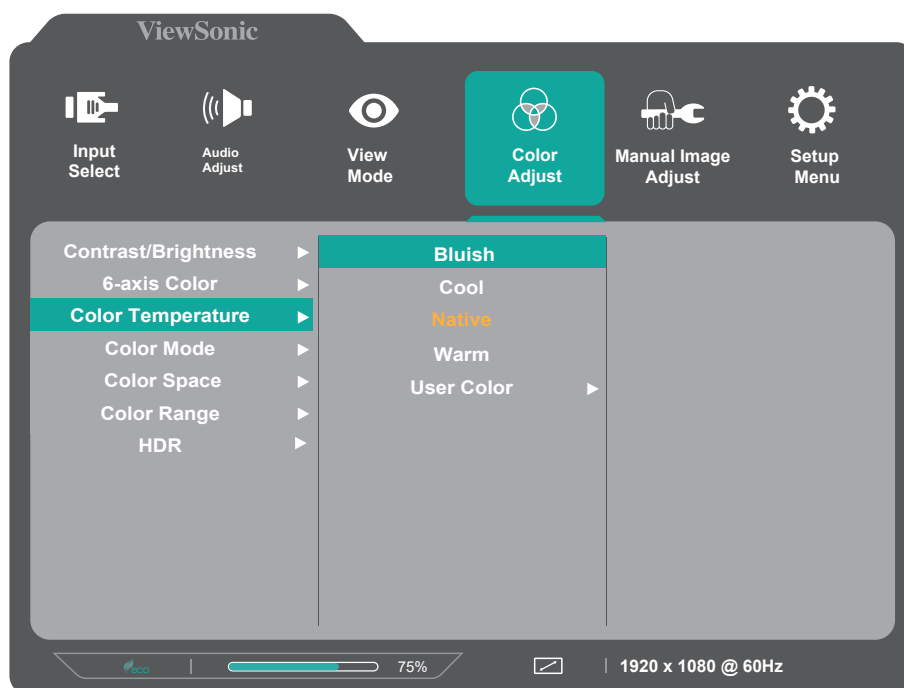 ViewSonic
Input
Select
Audio
Adjust
View
Mode
Color
Adjust
Manual Image
Adjust
Setup
Menu
Contrast/Brightness
6-axis Color
Color Temperature
Color Mode
Color Space
Color Range
HDR
Bluish
Cool
Native
Warm
User Color
eco
75%
1920 x 1080 @ 60Hz